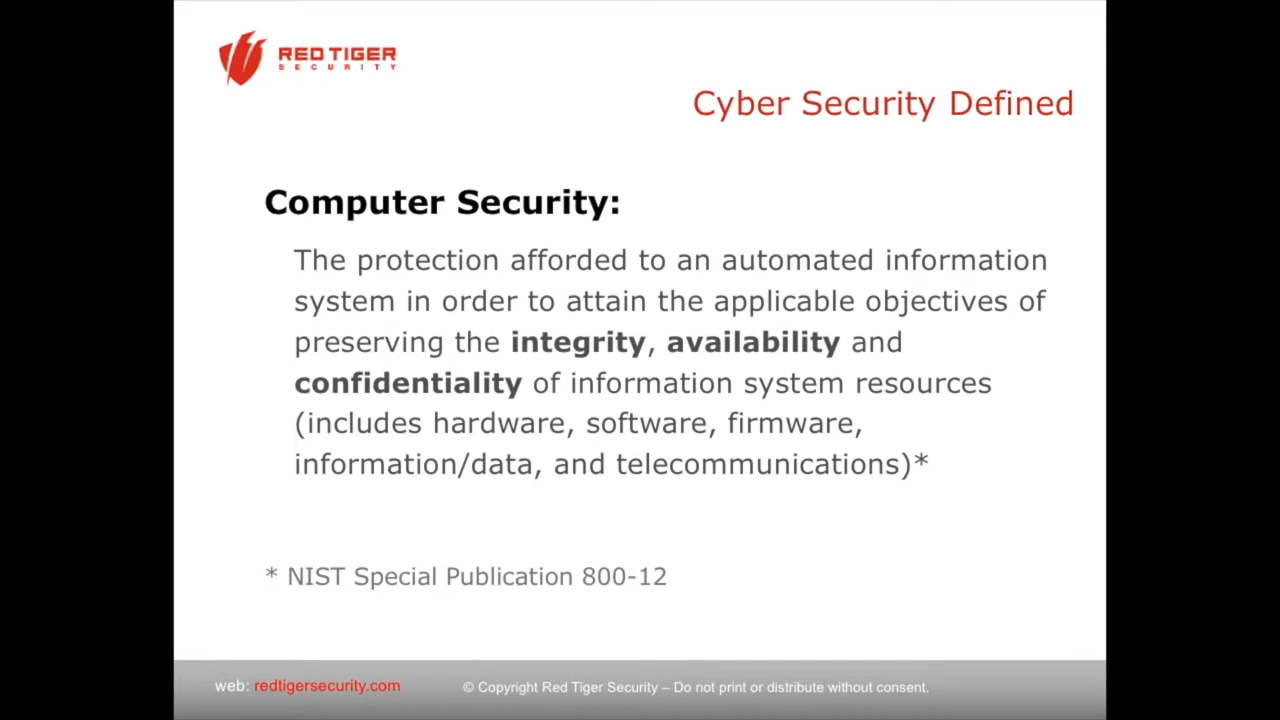 RED TIGER
SECURITY
Cyber Security Defined
Computer Security:
The protection afforded to an automated information
system in order to attain the applicable objectives of
preserving the integrity, availability and
confidentiality of information system resources
(includes hardware, software, firmware,
information/data, and telecommunications)*
* NIST Special Publication 800-12
web: redtigersecurity.com
© Copyright Red Tiger Security – Do not print or distribute without consent.